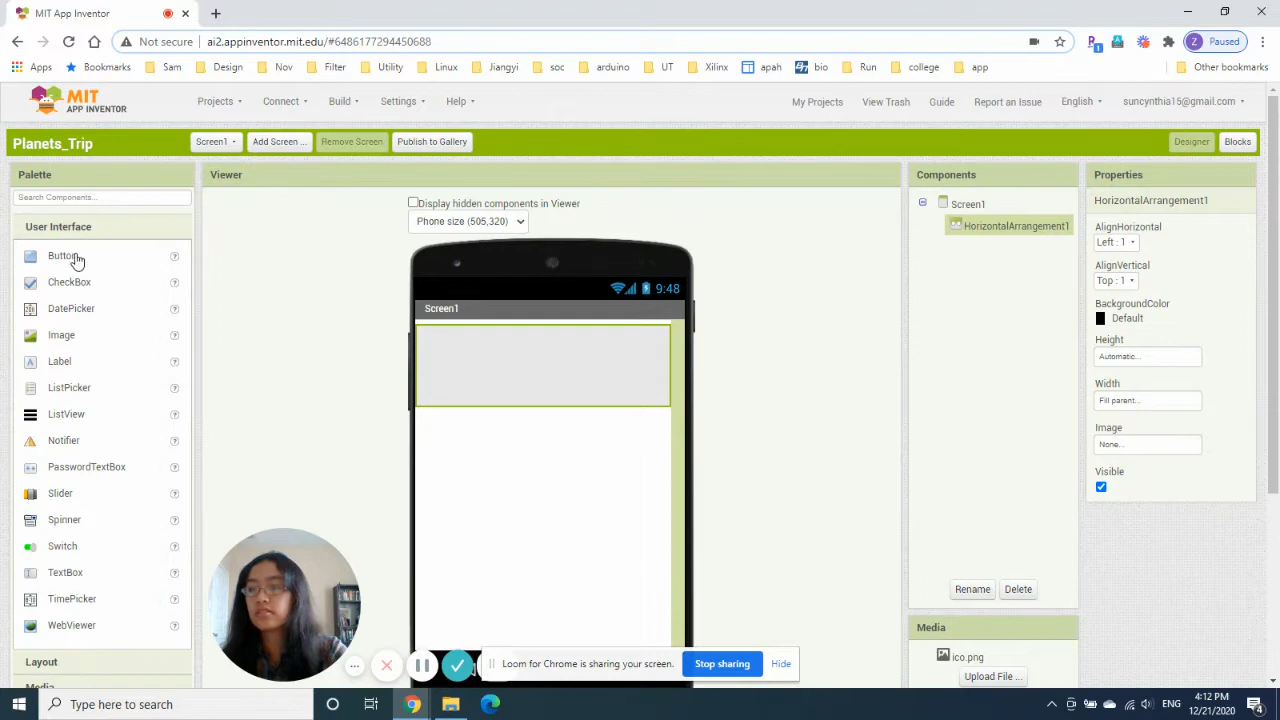 MIT App Inventor
Not secure
ai2.appinventor.mit.edu/#6486177294450688
Z Paused
Apps
Bookmarks
Sam
Design
Nov
Filter
Utility
Linux
Jiangyi
soc
arduino
UT
Xilinx
apah
bio
Run
college
app
Other bookmarks
MIT
APP INVENTOR
Projects
Connect
Build
Settings
Help
My Projects
View Trash
Guide
Report an Issue
English
suncynthia15@gmail.com
Planets_Trip
Screen1
Add Screen ...
Remove Screen
Publish to Gallery
Designer
Blocks
Palette
Search Components...
User Interface
Button
CheckBox
DatePicker
Image
Label
ListPicker
ListView
Notifier
PasswordTextBox
Slider
Spinner
Switch
TextBox
TimePicker
WebViewer
Layout
Media
Viewer
Display hidden components in Viewer
Phone size (505,320)
9:48
Screen1
Components
Screen1
HorizontalArrangement1
Rename
Delete
Media
ico.png
Upload File ...
Properties
HorizontalArrangement1
AlignHorizontal
Left : 1
AlignVertical
Top : 1
BackgroundColor
Default
Height
Automatic...
Width
Fill parent...
Image
None...
Visible
Loom for Chrome is sharing your screen.
Stop sharing
Hide
Type here to search
ENG
4:12 PM
12/21/2020
4